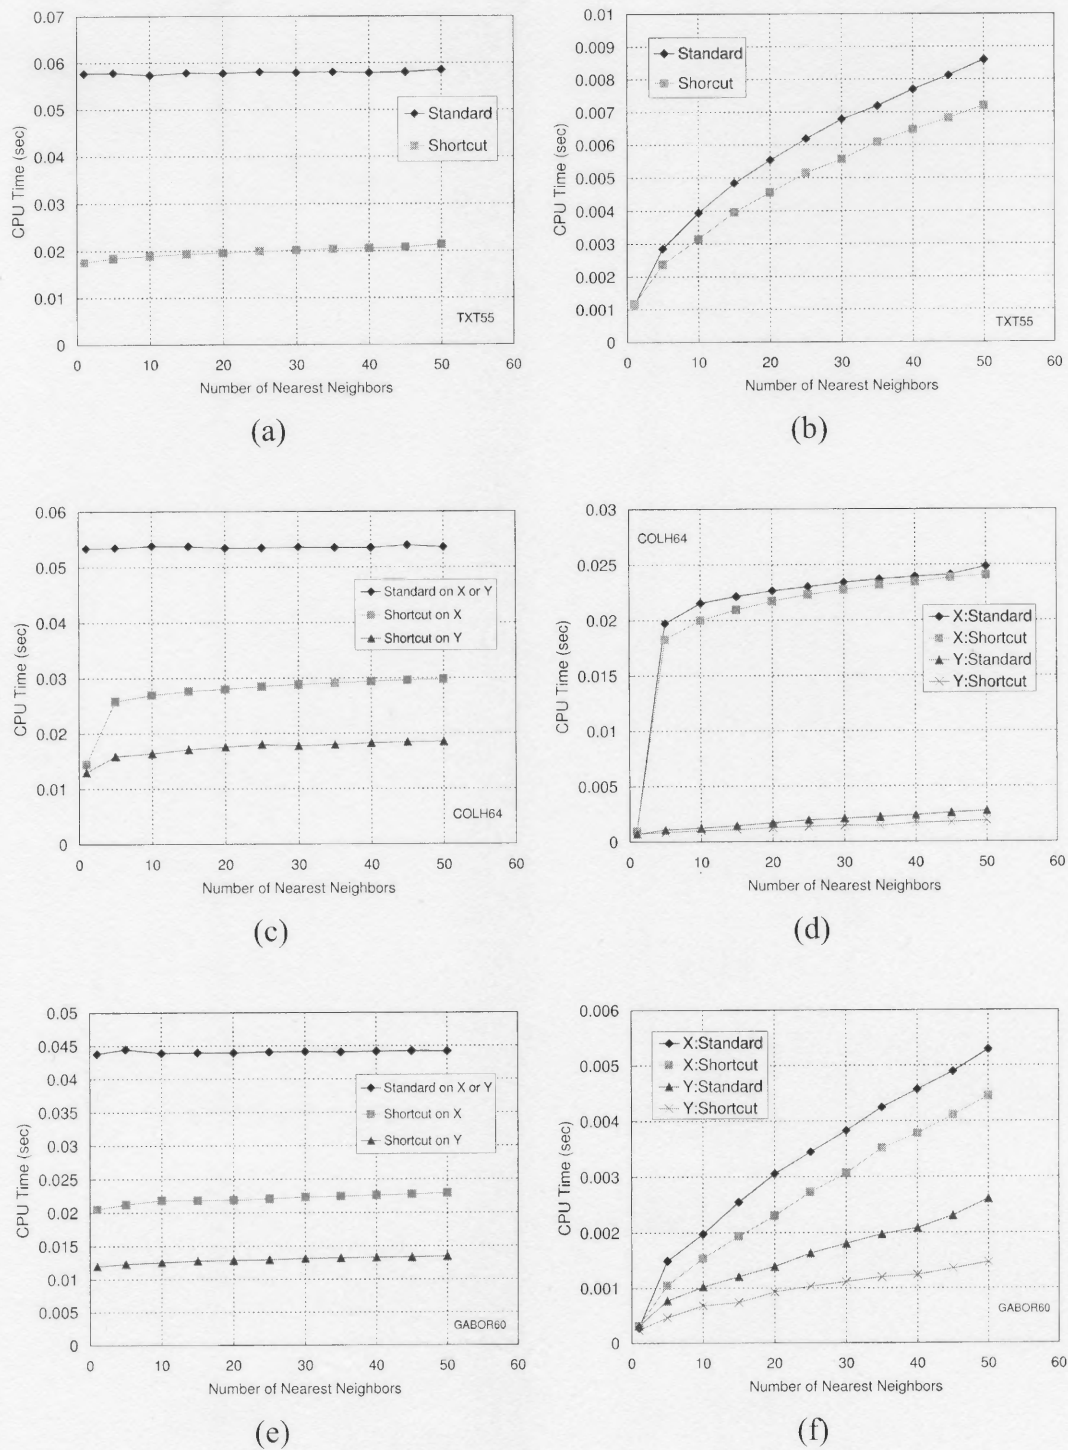 0.07
0.06
0.05
0.04
0.03
0.02
0.01
0
CPU Time (sec)
Standard
Shortcut
TXT55
0 10 20 30 40 50 60
Number of Nearest Neighbors
(a)
0.01
0.009
0.008
0.007
0.006
0.005
0.004
0.003
0.002
0.001
0
CPU Time (sec)
Standard
Shorcut
TXT55
0 10 20 30 40 50 60
Number of Nearest Neighbors
(b)
0.06
0.05
0.04
0.03
0.02
0.01
0
CPU Time (sec)
Standard on X or Y
Shortcut on X
Shortcut on Y
COLH64
0 10 20 30 40 50 60
Number of Nearest Neighbors
(c)
0.03
0.025
0.02
0.015
0.01
0.005
0
CPU Time (sec)
COLH64
X:Standard
X:Shortcut
Y:Standard
Y:Shortcut
0 10 20 30 40 50 60
Number of Nearest Neighbors
(d)
0.05
0.045
0.04
0.035
0.03
0.025
0.02
0.015
0.01
0.005
0
CPU Time (sec)
Standard on X or Y
Shortcut on X
Shortcut on Y
GABOR60
0 10 20 30 40 50 60
Number of Nearest Neighbors
(e)
0.006
0.005
0.004
0.003
0.002
0.001
0
CPU Time (sec)
X:Standard
X:Shortcut
Y:Standard
Y:Shortcut
GABOR60
0 10 20 30 40 50 60
Number of Nearest Neighbors
(f)